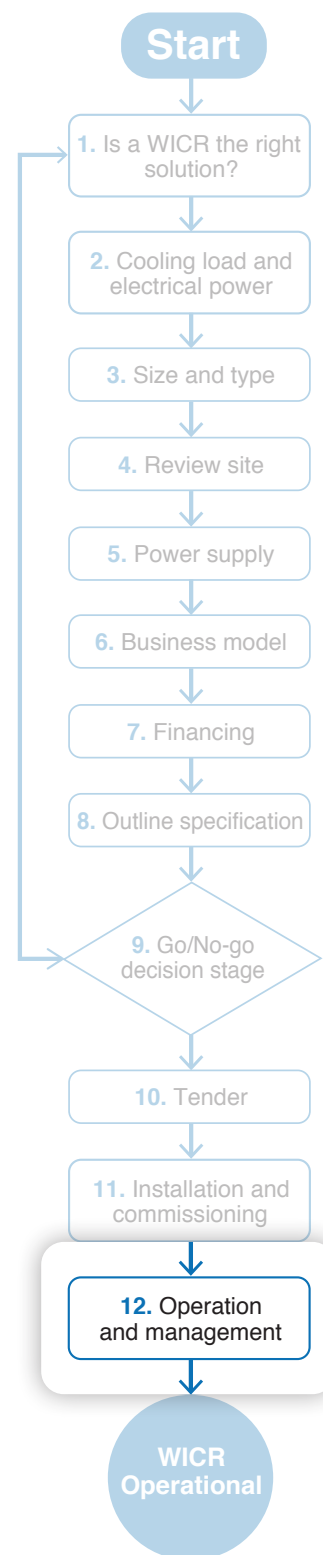 Start
1. Is a WICR the right
solution?
2. Cooling load and
electrical power
3. Size and type
4. Review site
5. Power supply
6. Business model
7. Financing
8. Outline specification
9. Go/No-go
decision stage
10. Tender
11. Installation and
commissioning
12. Operation
and management
WICR
Operational